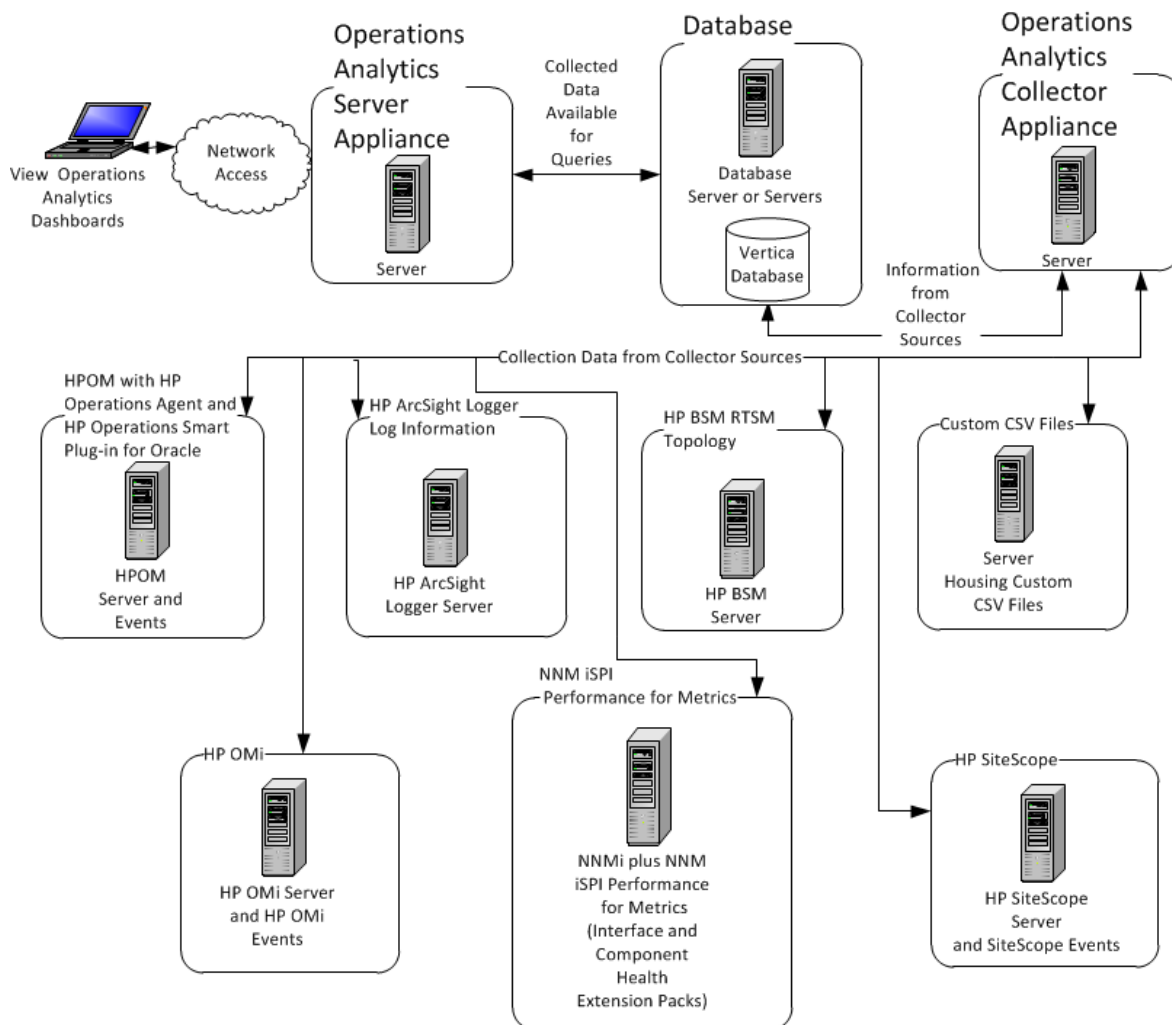 Operations
Analytics
Server
Appliance
Server
Collected
Data
Available
for
Queries
Database
Database
Server or Servers
Vertica
Database
Operations
Analytics
Collector
Appliance
Server
Network
Access
View Operations
Analytics
Dashboards
Information
from
Collector
Sources
Collection Data from Collector Sources
HPOM with HP
Operations Agent and
HP Operations Smart
Plug-in for Oracle
HPOM
Server and
Events
HP ArcSight Logger
Log Information
HP ArcSight
Logger Server
HP BSM RTSM
Topology
HP BSM
Server
Custom CSV Files
Server
Housing Custom
CSV Files
HP OMi
HP OMi Server
and HP OMi
Events
NNM iSPI
Performance for Metrics
NNMi plus NNM
iSPI Performance
for Metrics
(Interface and
Component
Health
Extension Packs)
HP SiteScope
HP SiteScope
Server
and SiteScope Events